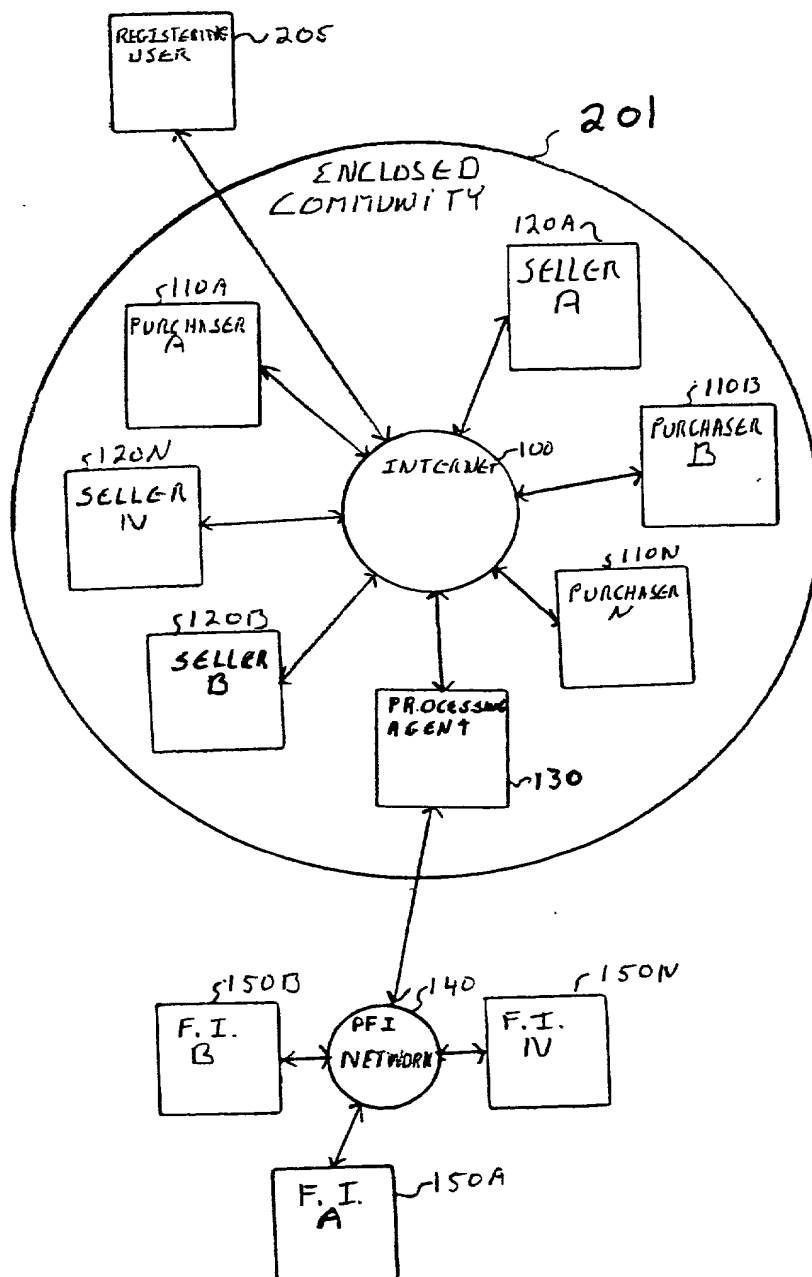 REGISTERING
USER
205
201
ENCLOSED
COMMUNITY
120A
SELLER
A
110A
PURCHASER
A
110B
PURCHASER
B
INTERNET
100
120N
SELLER
N
110N
PURCHASER
N
120B
SELLER
B
PROCESSING
AGENT
130
150B
F. I.
B
140
PFI
NETWORK
150N
F. I.
N
150A
F. I.
A